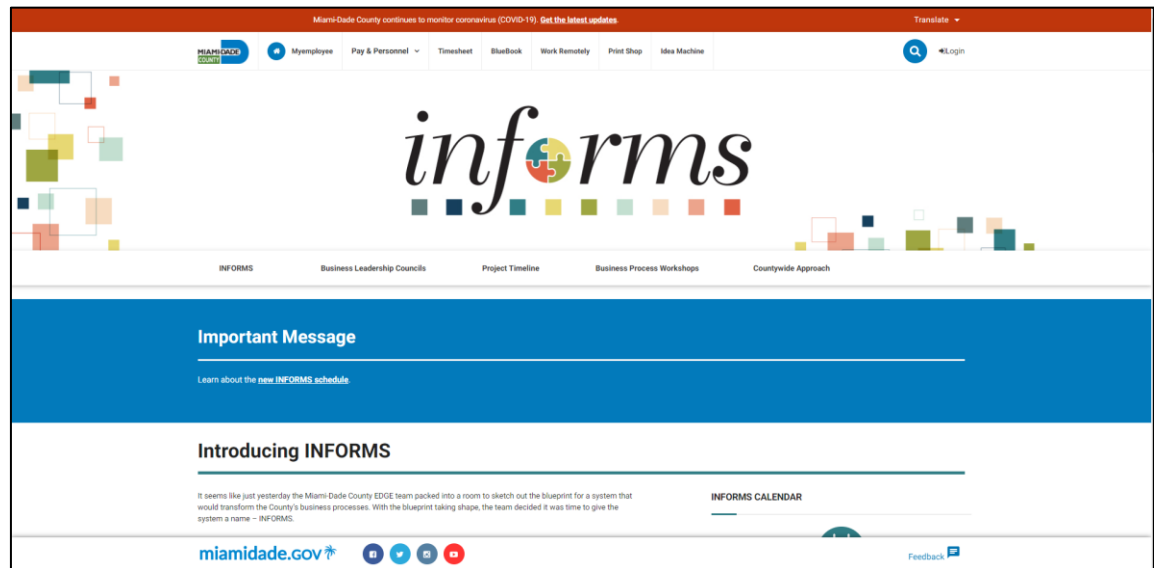 Miami-Dade County continues to monitor coronavirus (COVID-19). Get the latest updates.
Translate
MIAMI-DADE
COUNTY
Myemployee
Pay & Personnel
Timesheet
BlueBook
Work Remotely
Print Shop
Idea Machine
Login
informs
INFORMS
Business Leadership Councils
Project Timeline
Business Process Workshops
Countywide Approach
Important Message
Learn about the new INFORMS schedule.
Introducing INFORMS
It seems like just yesterday the Miami-Dade County EDGE team packed into a room to sketch out the blueprint for a system that
would transform the County's business processes. With the blueprint taking shape, the team decided it was time to give the
system a name – INFORMS.
INFORMS CALENDAR
miamidade.gov
Feedback